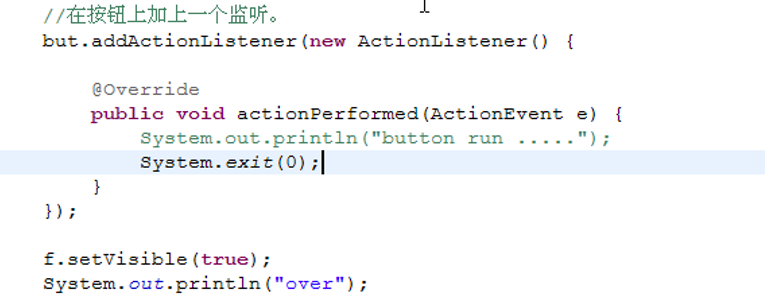 //在按钮上加上一个监听。
but.addActionListener(new ActionListener() {
@Override
public void actionPerformed(ActionEvent e) {
System.out.println("button run .....");
System.exit(0);
}
});
f.setVisible(true);
System.out.println("over");